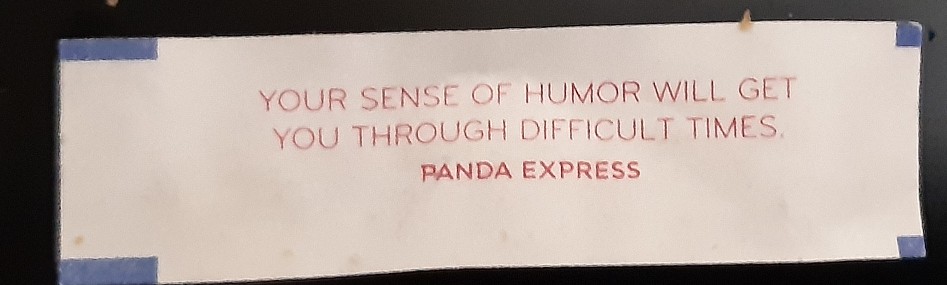 YOUR SENSE OF HUMOR WILL GET
YOU THROUGH DIFFICULT TIMES.
PANDA EXPRESS